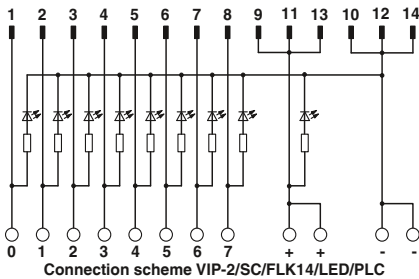 1 2 3 4 5 6 7 8 9 11 13 10 12 14
0 1 2 3 4 5 6 7 + + - -
Connection scheme VIP-2/SC/FLK14/LED/PLC